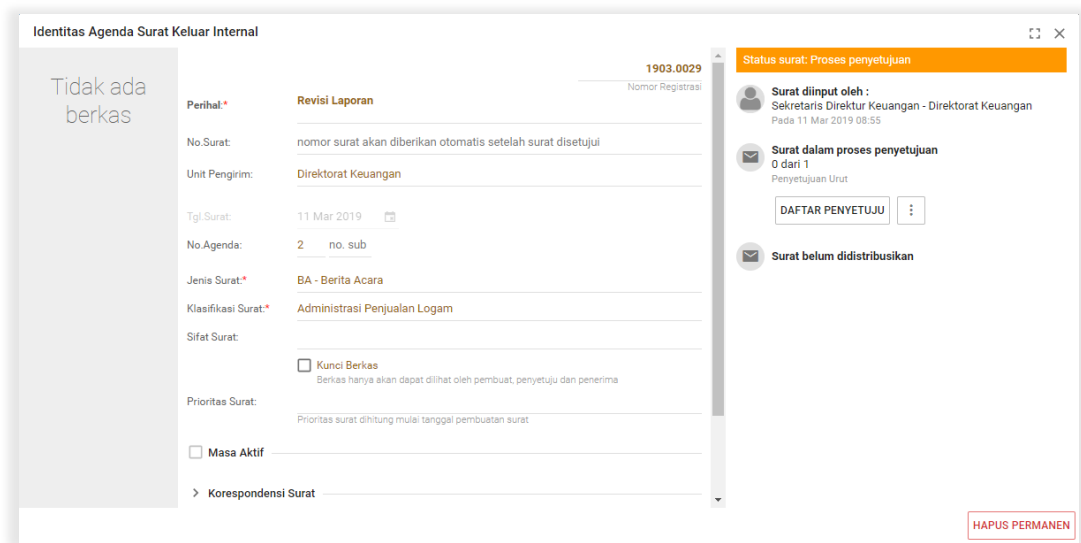 Identitas Agenda Surat Keluar Internal
Tidak ada
berkas
1903.0029
Nomor Registrasi
Perihal:* Revisi Laporan
No.Surat: nomor surat akan diberikan otomatis setelah surat disetujui
Unit Pengirim: Direktorat Keuangan
Tgl.Surat: 11 Mar 2019
No.Agenda: 2 no. sub
Jenis Surat:* BA - Berita Acara
Klasifikasi Surat:* Administrasi Penjualan Logam
Sifat Surat:
Kunci Berkas
Berkas hanya akan dapat dilihat oleh pembuat, penyetuju dan penerima
Prioritas Surat:
Prioritas surat dihitung mulai tanggal pembuatan surat
Masa Aktif
Korespondensi Surat
Status surat: Proses penyetujuan
Surat diinput oleh :
Sekretaris Direktur Keuangan - Direktorat Keuangan
Pada 11 Mar 2019 08:55
Surat dalam proses penyetujuan
0 dari 1
Penyetujuan Urut
DAFTAR PENYETUJU
Surat belum didistribusikan
HAPUS PERMANEN